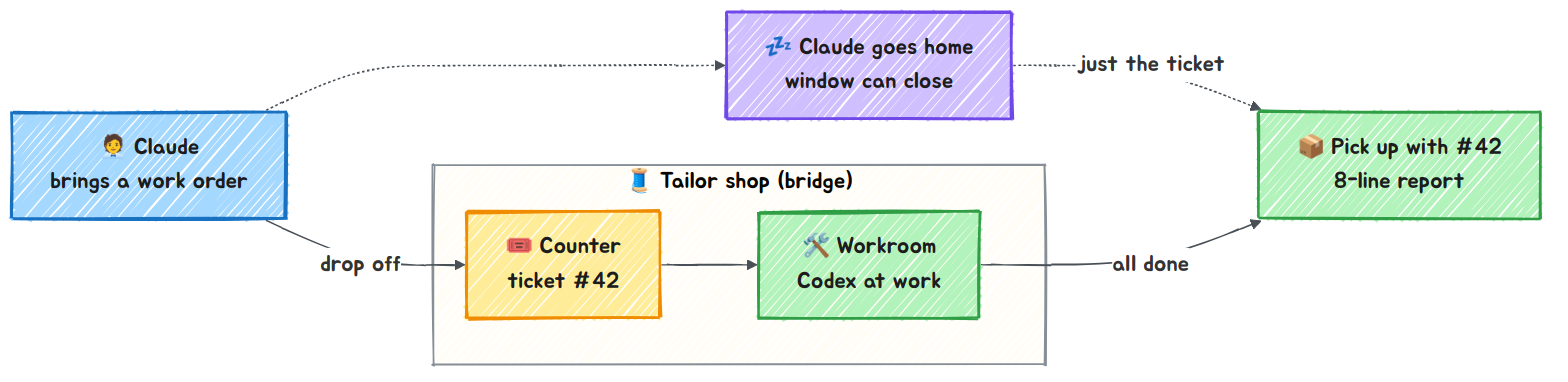 💤 Claude goes home
window can close
just the ticket
🧑‍💼 Claude
brings a work order
📦 Pick up with #42
8-line report
🧵 Tailor shop (bridge)
🎟️ Counter
ticket #42
🛠️ Workroom
Codex at work
drop off
all done